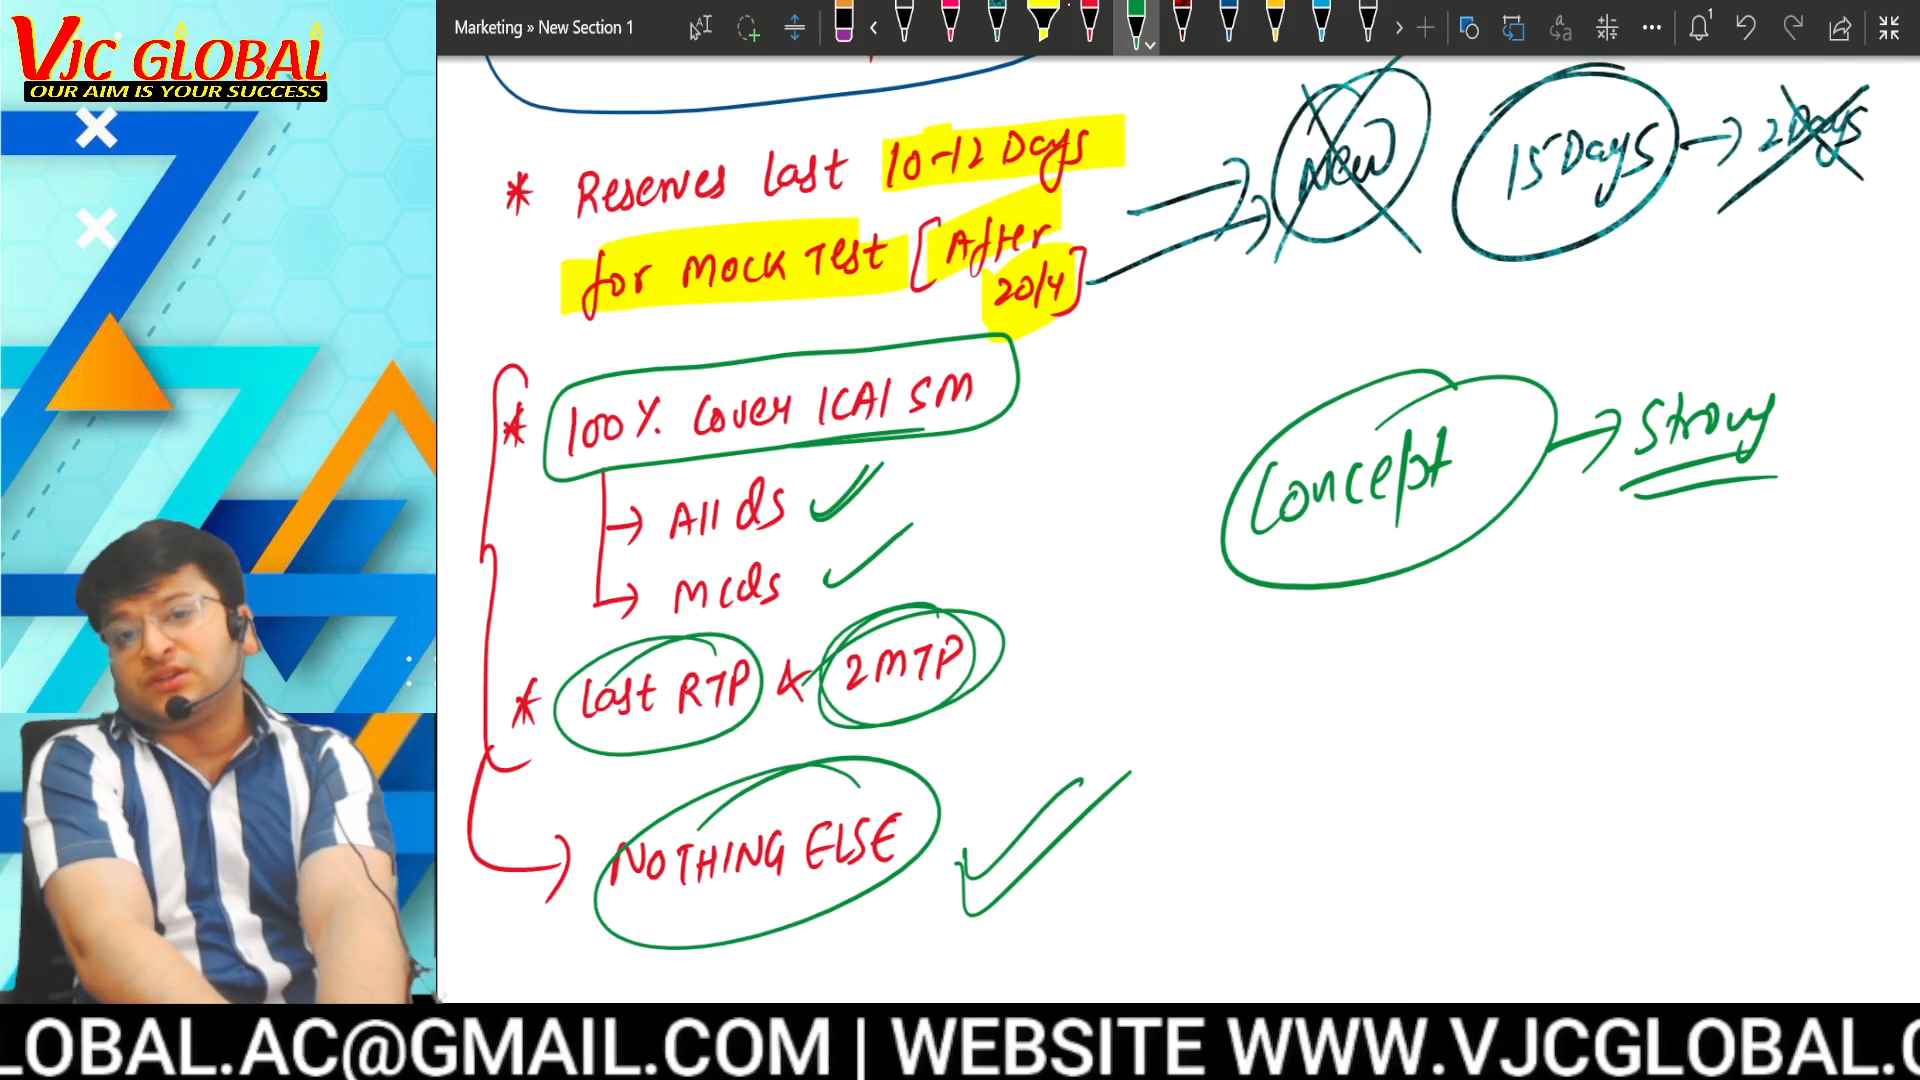 VJC GLOBAL
OUR AIM IS YOUR SUCCESS
Marketing » New Section 1
* Reserves last 10-12 Days
for Mock Test [After
20/4]
New
15 Days → 2 Days
* 100% Cover ICAI SM
→ All Qs
→ MCQs
* last RTP & 2 MTP
→ NOTHING ELSE
Concept → Strong
LOBAL.AC@GMAIL.COM | WEBSITE WWW.VJCGLOBAL.C